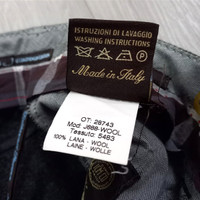 ISTRUZIONI DI LAVAGGIO
WASHING INSTRUCTIONS
Made in Italy
OT: 28743
Mod: J688-WOOL
Tessuto: 5483
100% LANA - WOOL
LAINE - WOLLE